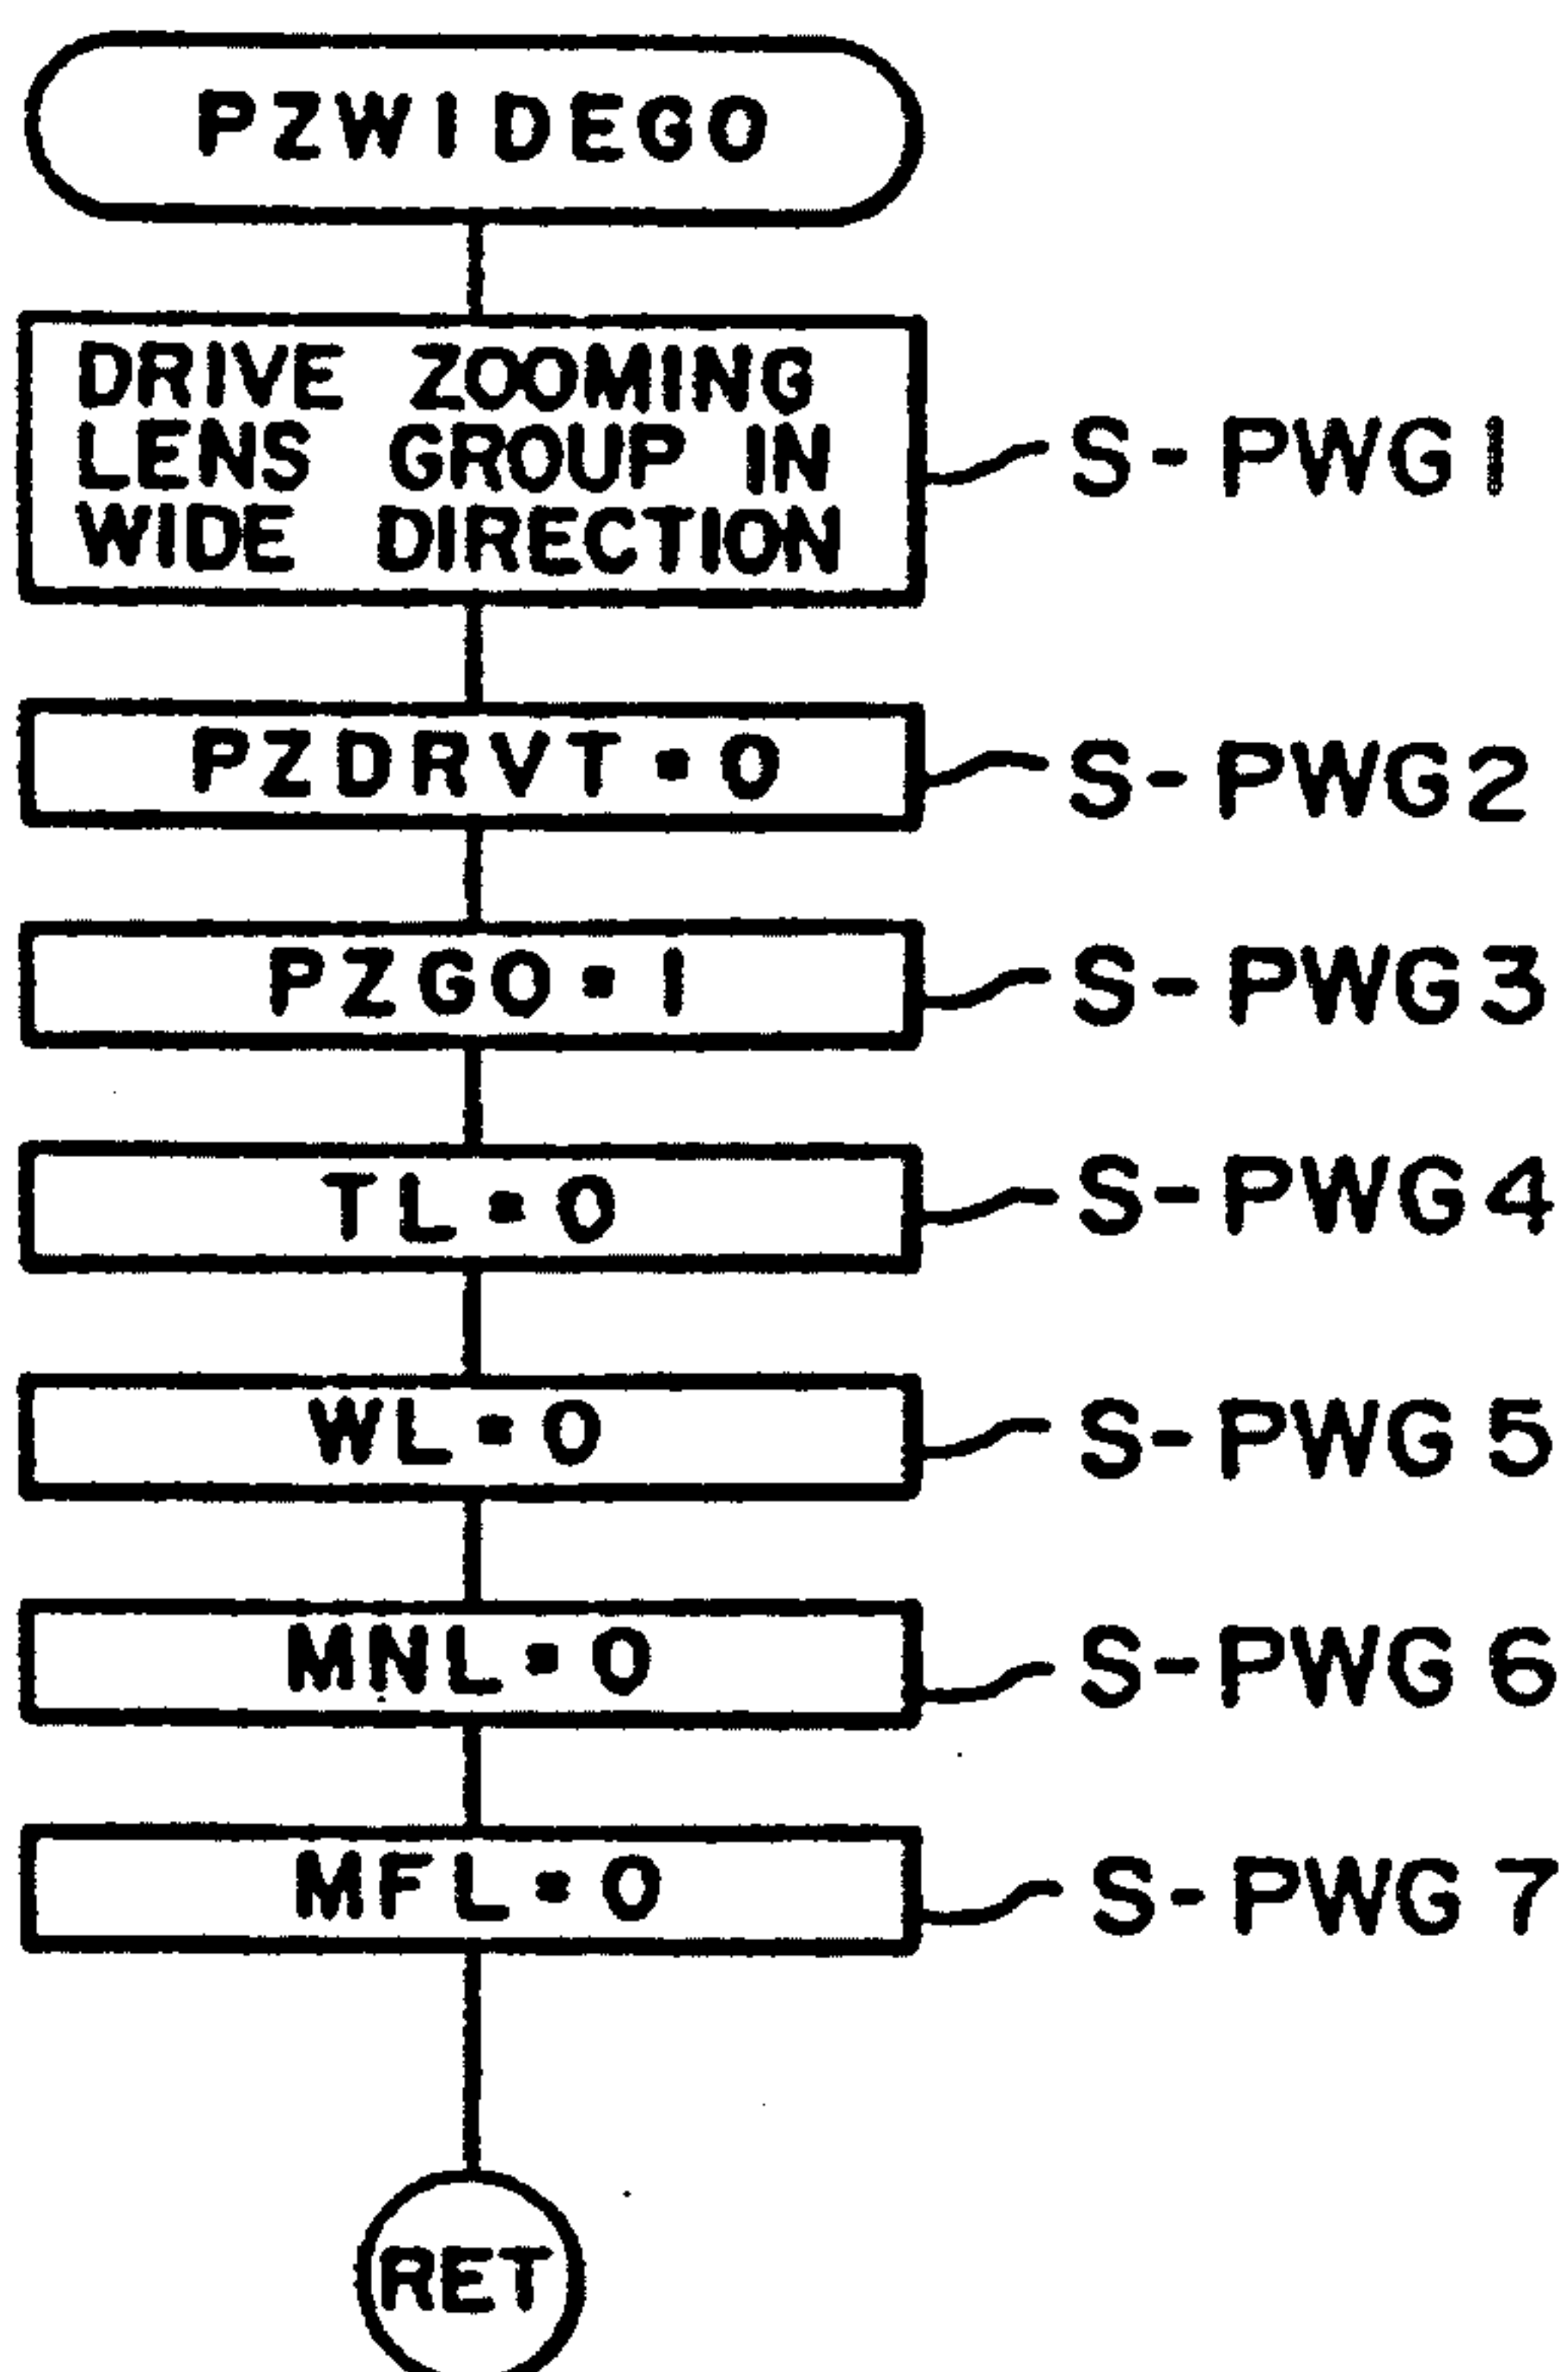 PZWIDEGO
DRIVE ZOOMING
LENS GROUP IN
WIDE DIRECTION
S-PWG1
PZDRVT=0
S-PWG2
PZGO=1
S-PWG3
TL=0
S-PWG4
WL=0
S-PWG5
MNL=0
S-PWG6
MFL=0
S-PWG7
RET